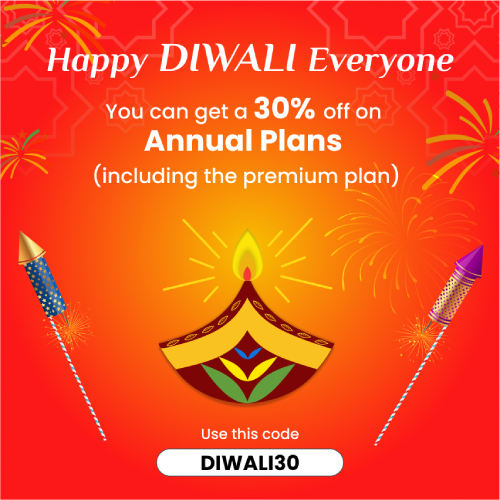 Happy DIWALI Everyone
You can get a 30% off on
Annual Plans
(including the premium plan)
Use this code
DIWALI30